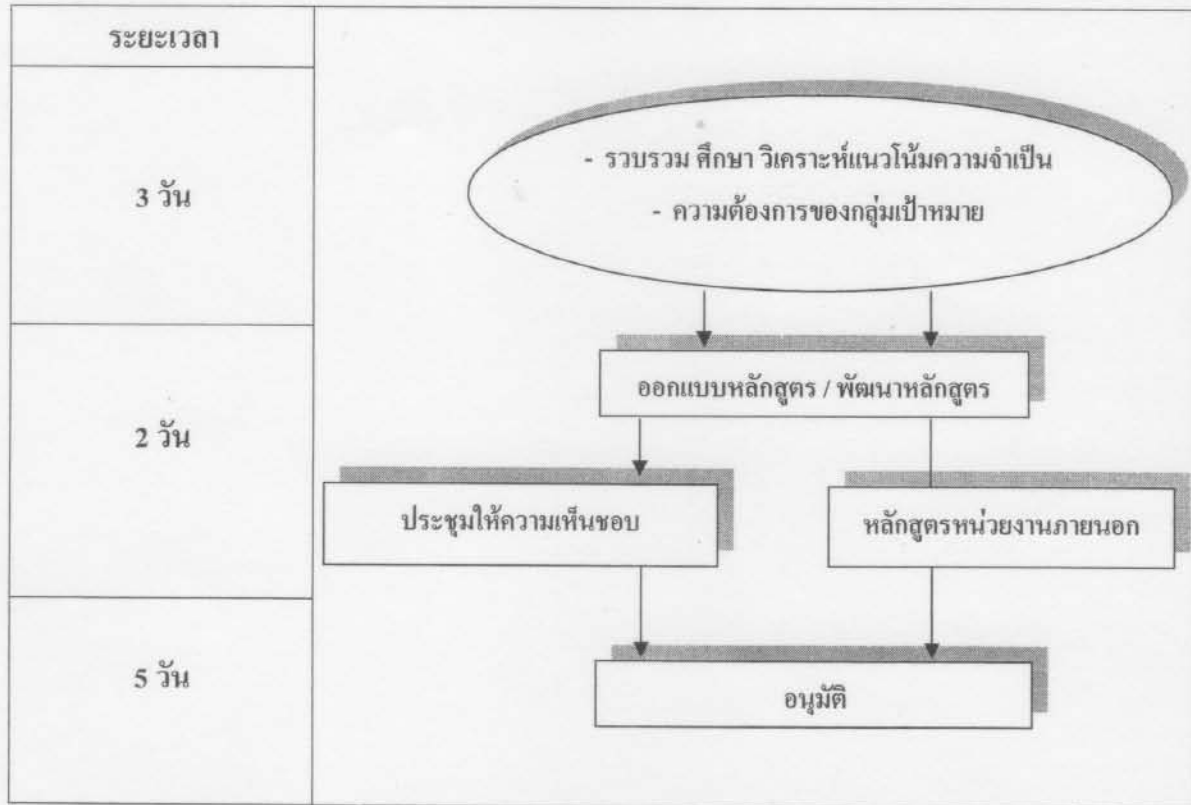 ระยะเวลา
3 วัน
- รวบรวม ศึกษา วิเคราะห์แนวโน้มความจำเป็น
- ความต้องการของกลุ่มเป้าหมาย
ออกแบบหลักสูตร / พัฒนาหลักสูตร
2 วัน
ประชุมให้ความเห็นชอบ
หลักสูตรหน่วยงานภายนอก
5 วัน
อนุมัติ